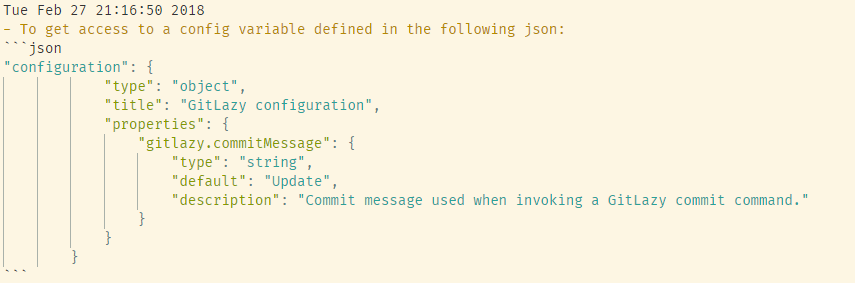 Tue Feb 27 21:16:50 2018
- To get access to a config variable defined in the following json:
```json
"configuration": {
            "type": "object",
            "title": "GitLazy configuration",
            "properties": {
                "gitlazy.commitMessage": {
                    "type": "string",
                    "default": "Update",
                    "description": "Commit message used when invoking a GitLazy commit command."
                }
            }
        }
```